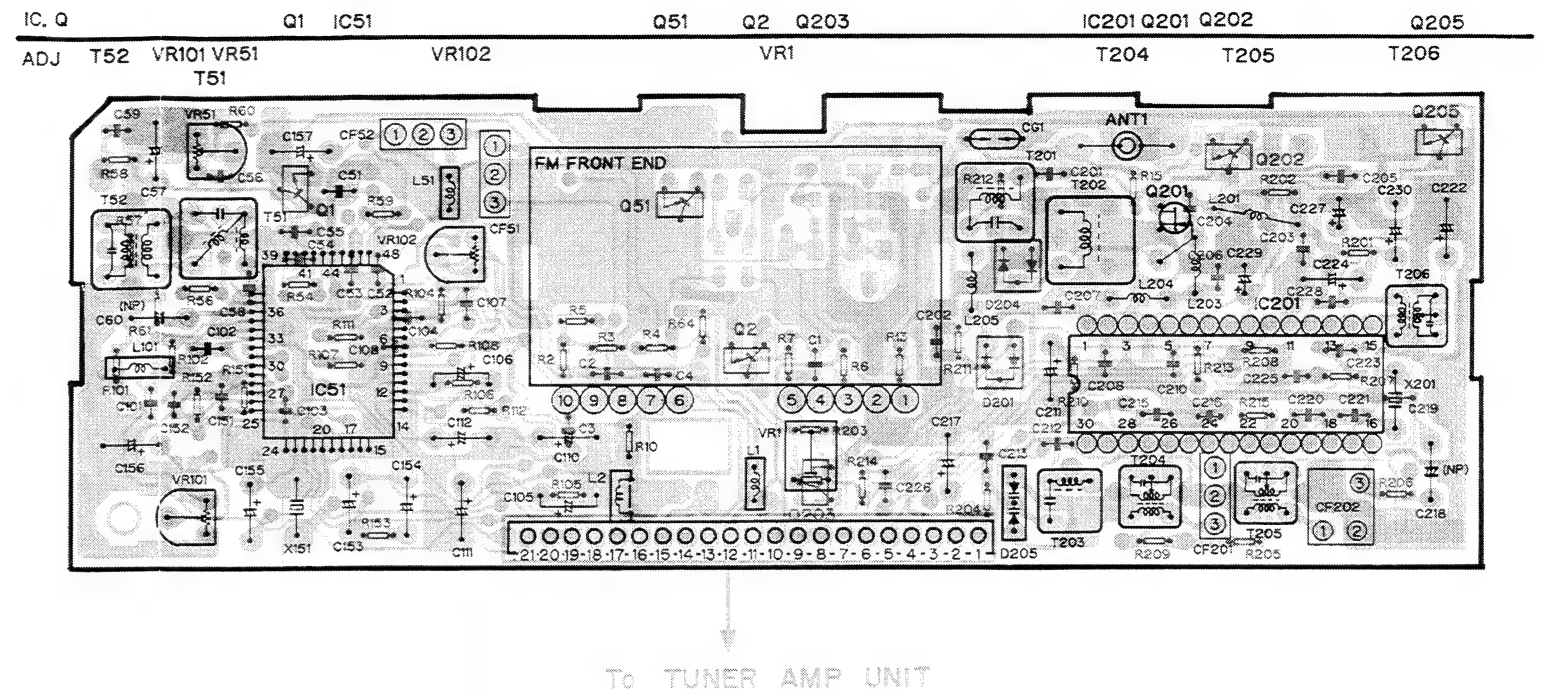 IC. Q Q1 IC51 Q51 Q2 Q203 IC201 Q201 Q202 Q205
ADJ T52 VR101 VR51 VR102 VR1 T204 T205 T206
T51
C59 VR51 R60 C157 CF52 1 2 3
R58 C57 C56 C51 L51 1 2 3
T52 R57 T51 Q1 R59 CF51
C55 C54 VR102
39 41 44 48
R56 R54 C53 C52 R104 C107
(NP) C60 R61 C58 36 1 3 C104
C102 33 R111 6 R108
L101 R102 30 R107 C108 9 C106
R101 R152 R151 27 IC51 12 R106
C101 C152 C151 25 C103 14 R112
24 20 17 15 C112
C156 C155 C154
VR101 X151 C153 R153 C111
FM FRONT END
Q51
R5 R64
R2 R3 R4 Q2 R7 C1 R6 R13 C202
C2 C4
10 9 8 7 6 5 4 3 2 1
C3 C110 R10 VR1 R203 C217
L1 R214 C226 C213
C105 R105 L2 R204
21-20-19-18-17-16-15-14-13-12-11-10-9-8-7-6-5-4-3-2-1
CG1 ANT1 Q205
T201 C201 T202 R15 Q202 C205 C230 C222
R212 Q201 R202
L201 C204 C227
C203 R201
D204 C206 C229 C224 T206
L205 C207 L204 L203 IC201 C228
1 3 5 7 9 11 13 15
R211 C208 C210 R213 R208 C223
D201 C225 X201
C211 R210 C215 C216 R215 C220 C221 C219
C212 30 28 26 24 22 20 18 16
T204 1 2 3 3 (NP)
R206
CF202 1 2 C218
D205 T203 R209 CF201 T205 R205
To TUNER AMP UNIT